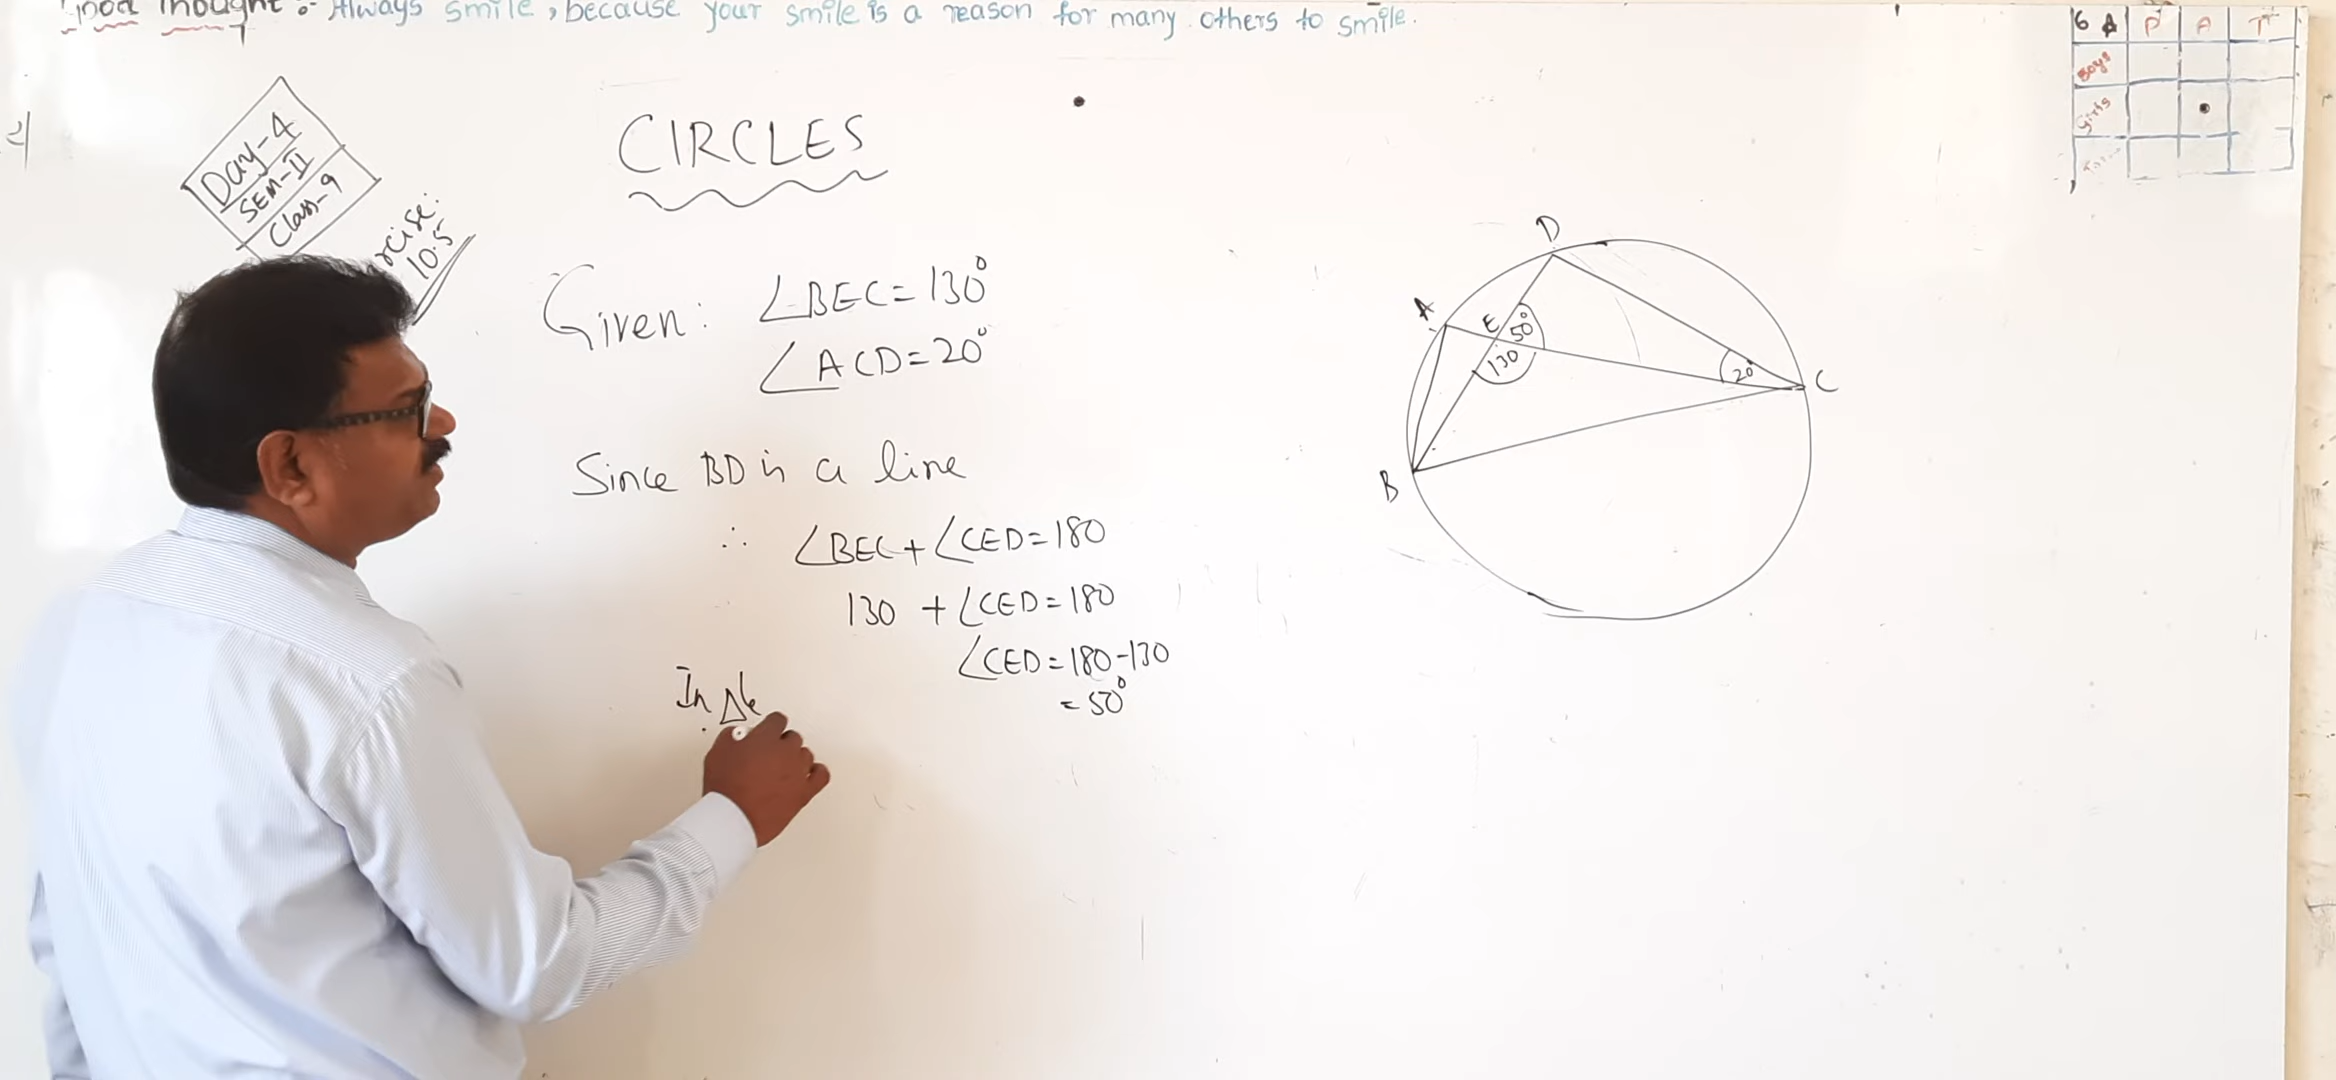 Good Thought :- Always smile, because your smile is a reason for many others to smile.
6 A P A T
Boys
Girls
Day-4
SEM-II
Class-9
rcise:
10.5
CIRCLES
Given: ∠BEC = 130°
∠ACD = 20°
Since BD is a line
∴ ∠BEC + ∠CED = 180
130 + ∠CED = 180
∠CED = 180 - 130
= 50°
In Δle
D
A
E
50°
130
20°
C
B